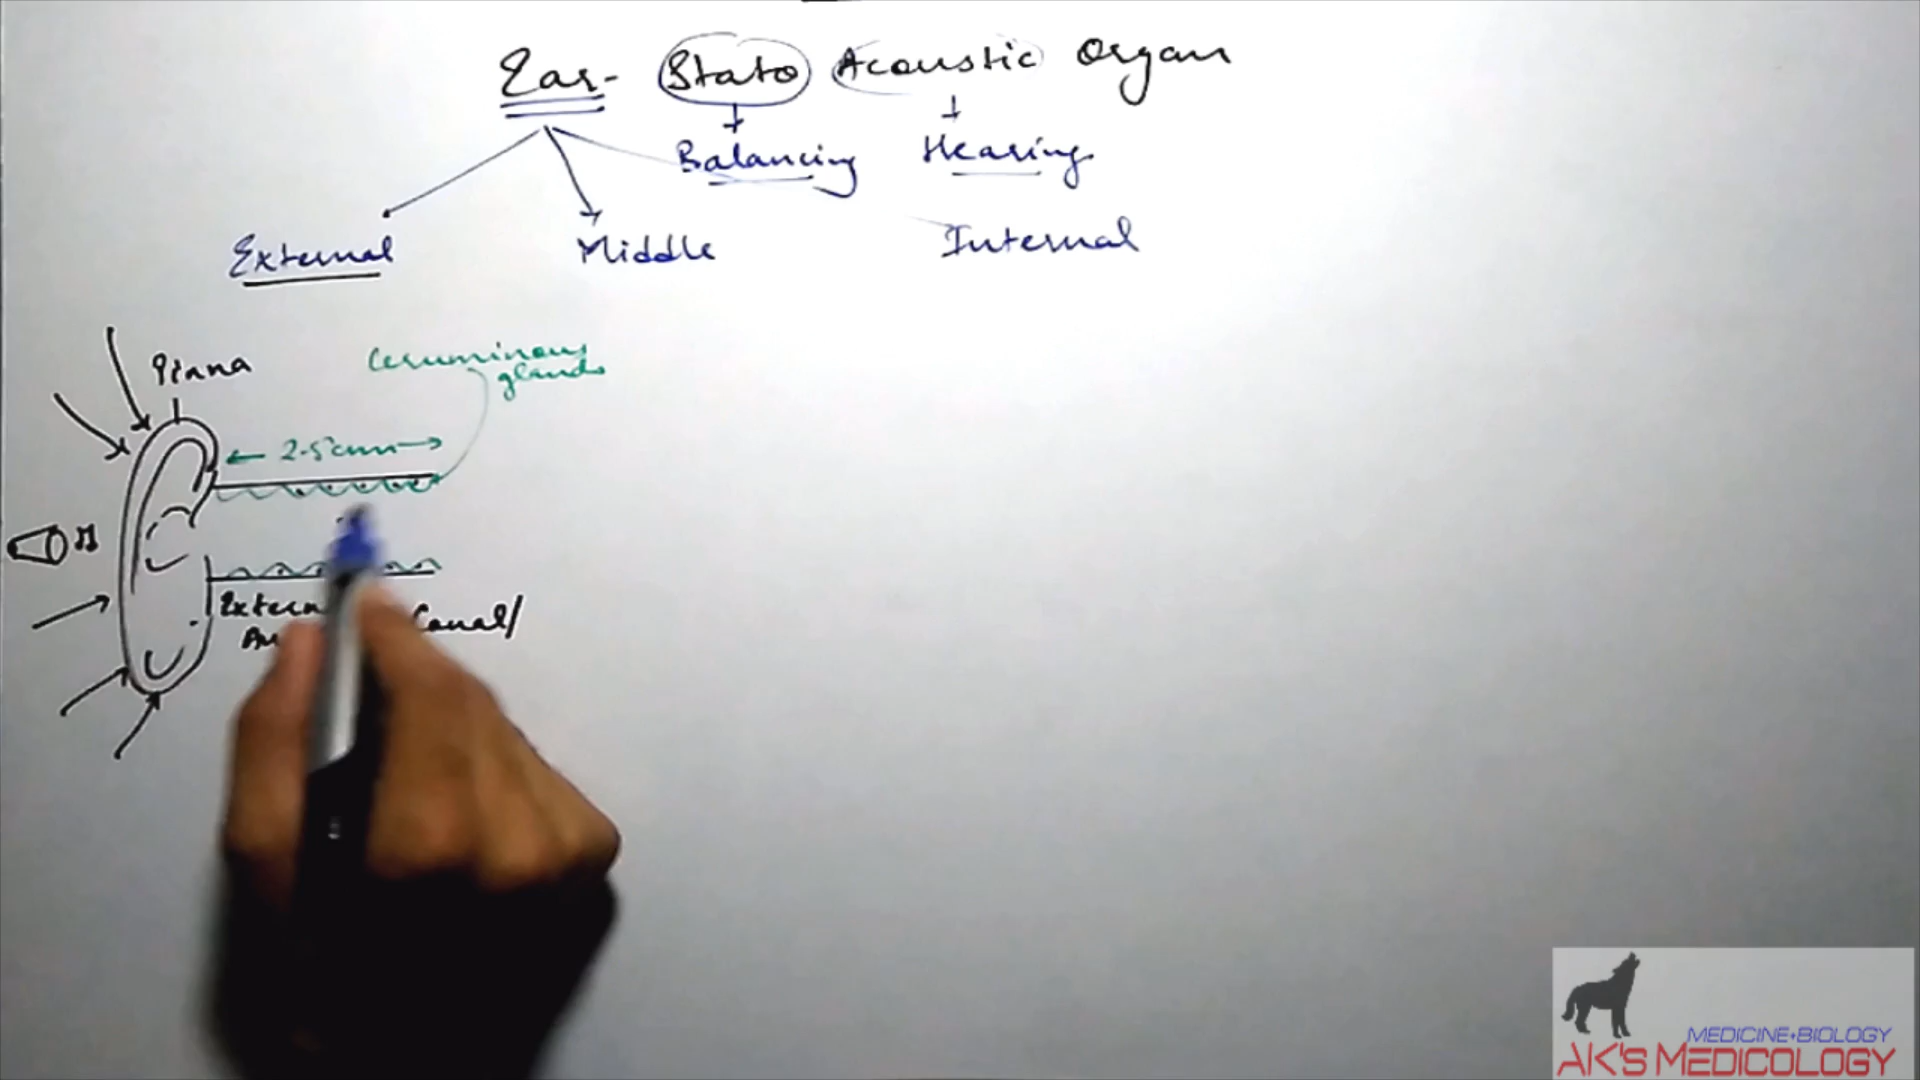 Ear- Stato Acoustic Organ
Balancing Hearing
External Middle Internal
Pinna
Ceruminous
glands
2.5cm
Canal/
MEDICINE+BIOLOGY
AK'S MEDICOLOGY